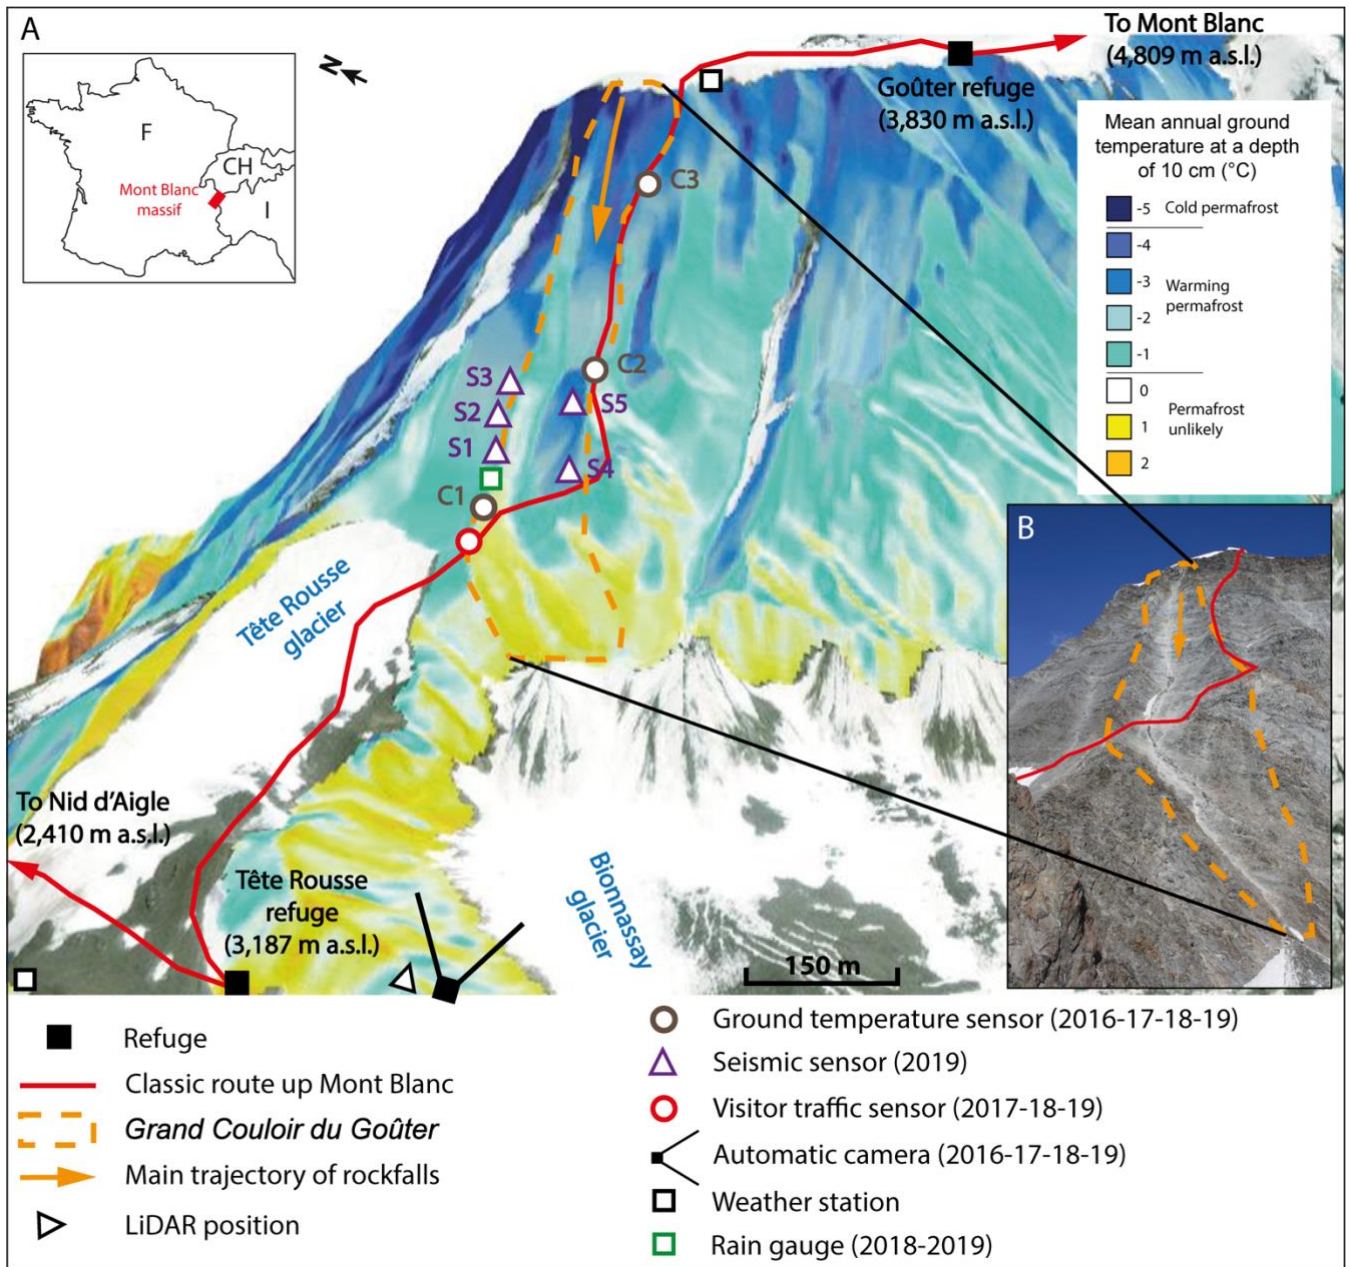 A
N
F
CH
I
Mont Blanc
massif
To Mont Blanc
(4,809 m a.s.l.)
Goûter refuge
(3,830 m a.s.l.)
Mean annual ground
temperature at a depth
of 10 cm (°C)
-5 Cold permafrost
-4
-3
Warming
permafrost
-2
-1
0
Permafrost
unlikely
1
2
C3
C2
S3
S2
S1
S5
S4
C1
Tête Rousse
glacier
To Nid d'Aigle
(2,410 m a.s.l.)
Tête Rousse
refuge
(3,187 m a.s.l.)
Bionnassay
glacier
150 m
B
Refuge
Classic route up Mont Blanc
Grand Couloir du Goûter
Main trajectory of rockfalls
LiDAR position
Ground temperature sensor (2016-17-18-19)
Seismic sensor (2019)
Visitor traffic sensor (2017-18-19)
Automatic camera (2016-17-18-19)
Weather station
Rain gauge (2018-2019)